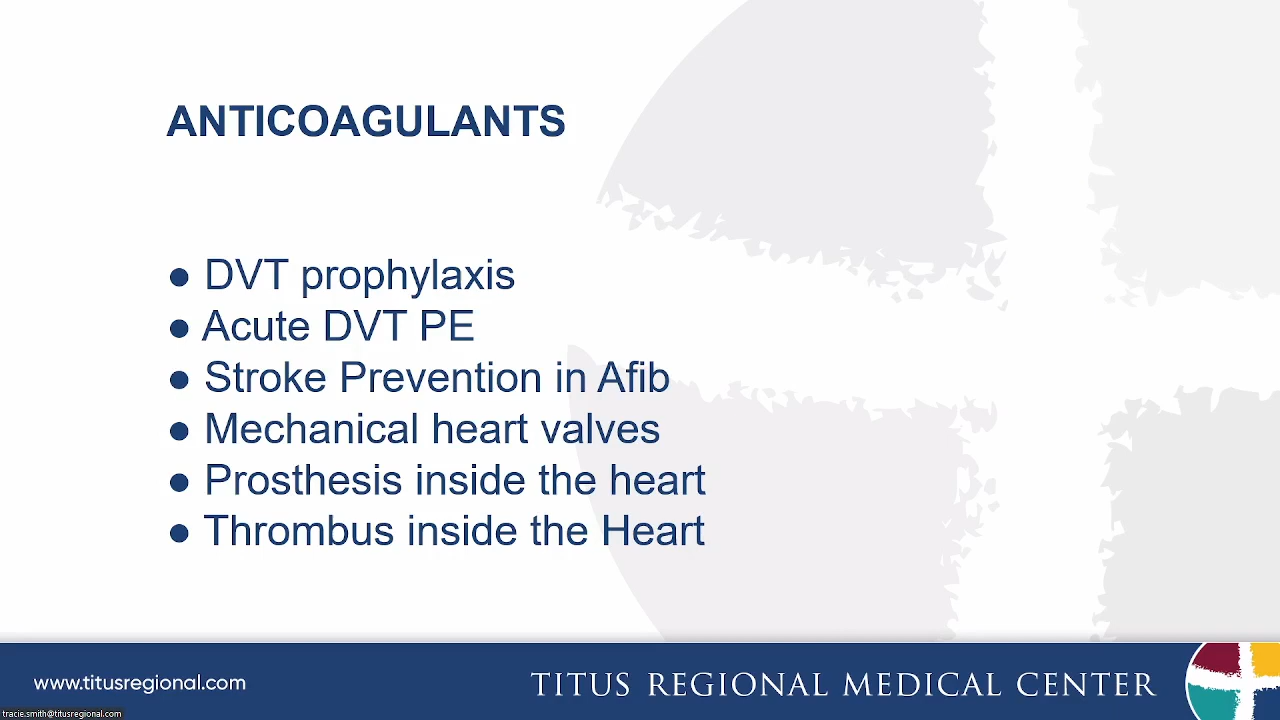 ANTICOAGULANTS
● DVT prophylaxis
● Acute DVT PE
● Stroke Prevention in Afib
● Mechanical heart valves
● Prosthesis inside the heart
● Thrombus inside the Heart
www.titusregional.com
TITUS REGIONAL MEDICAL CENTER
tracie.smith@titusregional.com